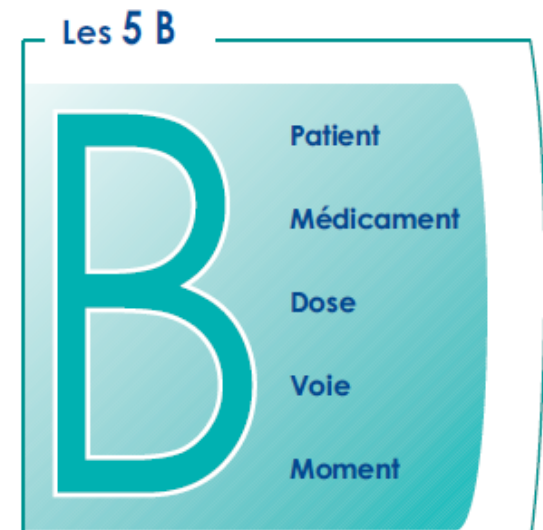 Les 5 B
B
Patient
Médicament
Dose
Voie
Moment